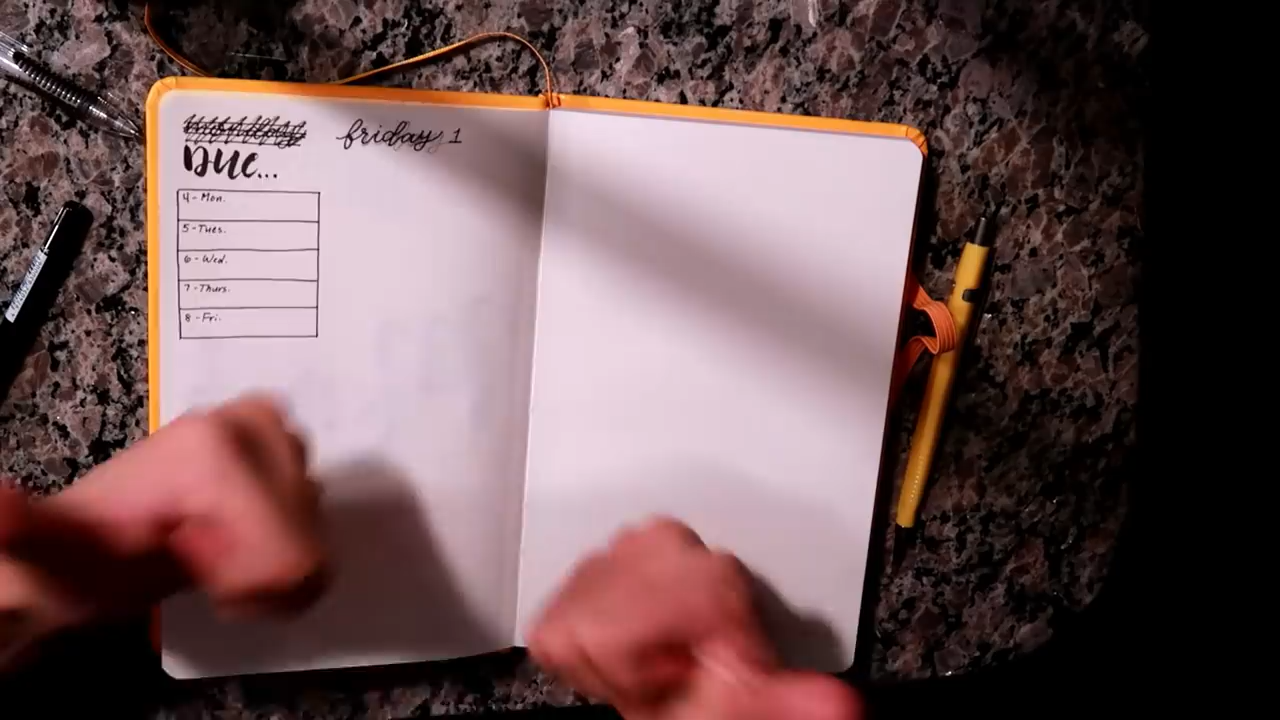 friday 1
Due...
4-Mon.
5-Tues.
6-Wed.
7-Thurs.
8-Fri.